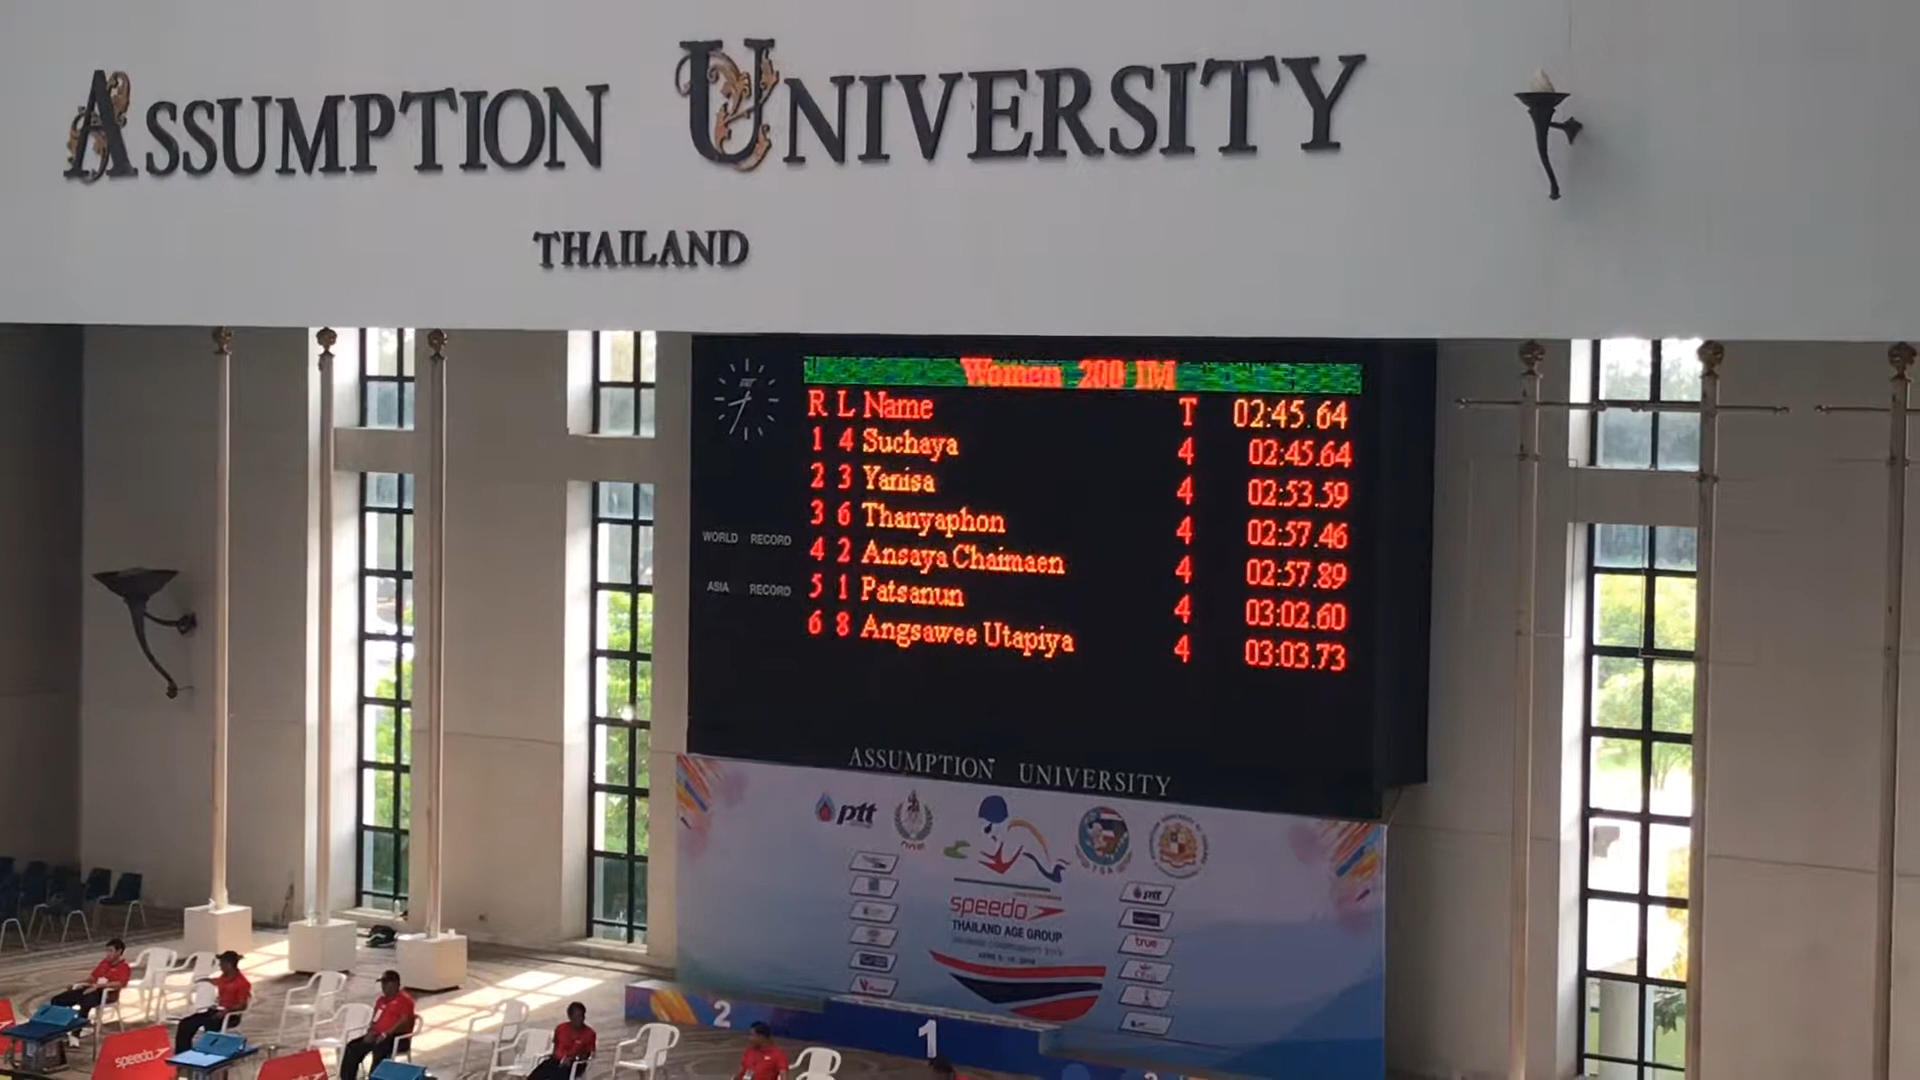 ASSUMPTION UNIVERSITY
THAILAND
Women 200 IM
R L Name T 02:45.64
1 4 Suchaya 4 02:45.64
2 3 Yanisa 4 02:53.59
3 6 Thanyaphon 4 02:57.46
4 2 Ansaya Chaimaen 4 02:57.89
5 1 Patsanun 4 03:02.60
6 8 Angsawee Utapiya 4 03:03.73
WORLD RECORD
ASIA RECORD
ASSUMPTION UNIVERSITY
ptt
speedo
THAILAND AGE GROUP
ptt
true
2
1
speedo